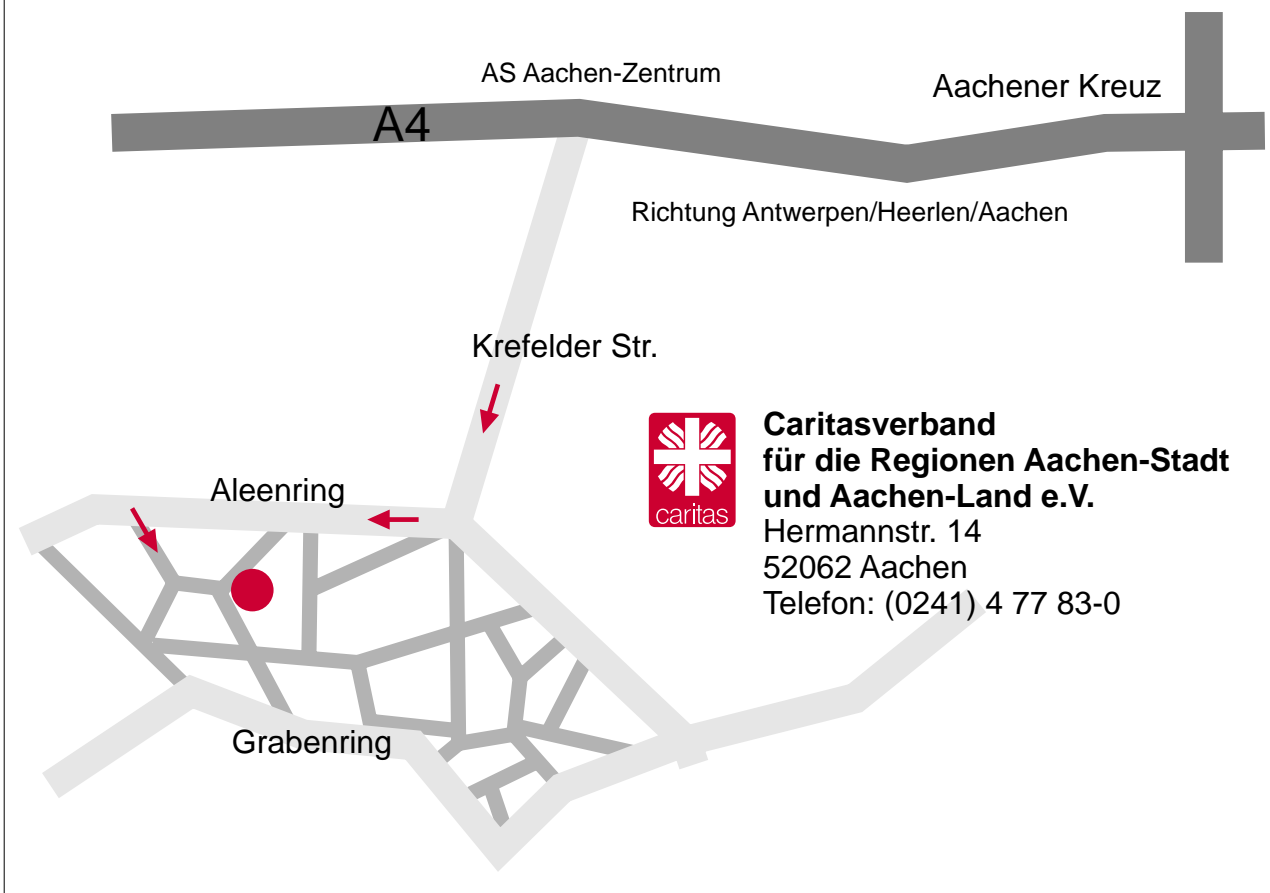 AS Aachen-Zentrum
Aachener Kreuz
A4
Richtung Antwerpen/Heerlen/Aachen
Krefelder Str.
Aleenring
Caritasverband
für die Regionen Aachen-Stadt
und Aachen-Land e.V.
Hermannstr. 14
52062 Aachen
Telefon: (0241) 4 77 83-0
caritas
Grabenring